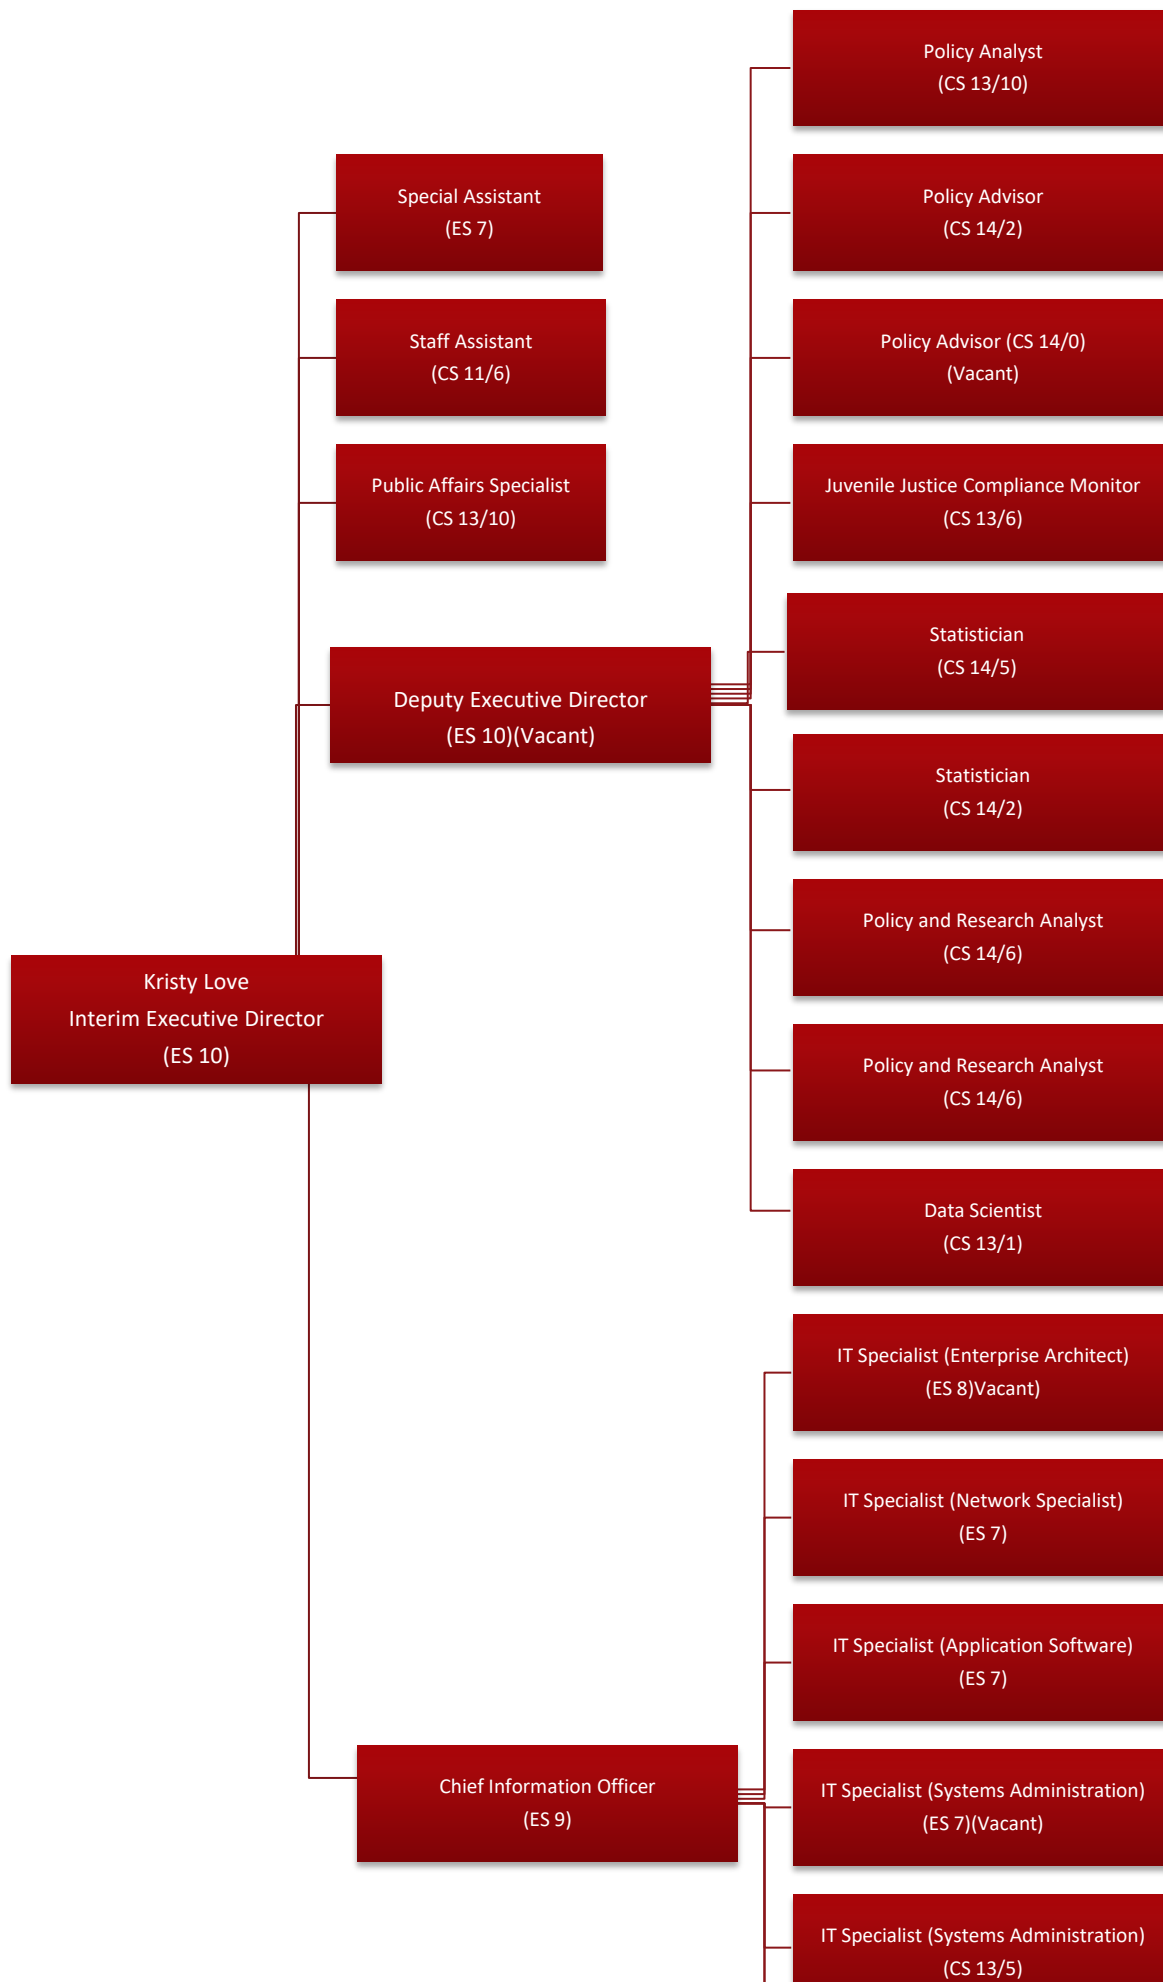 Policy Analyst
(CS 13/10)
Special Assistant
(ES 7)
Policy Advisor
(CS 14/2)
Staff Assistant
(CS 11/6)
Policy Advisor (CS 14/0)
(Vacant)
Public Affairs Specialist
(CS 13/10)
Juvenile Justice Compliance Monitor
(CS 13/6)
Statistician
(CS 14/5)
Deputy Executive Director
(ES 10)(Vacant)
Statistician
(CS 14/2)
Policy and Research Analyst
(CS 14/6)
Kristy Love
Interim Executive Director
(ES 10)
Policy and Research Analyst
(CS 14/6)
Data Scientist
(CS 13/1)
IT Specialist (Enterprise Architect)
(ES 8)Vacant)
IT Specialist (Network Specialist)
(ES 7)
IT Specialist (Application Software)
(ES 7)
Chief Information Officer
(ES 9)
IT Specialist (Systems Administration)
(ES 7)(Vacant)
IT Specialist (Systems Administration)
(CS 13/5)